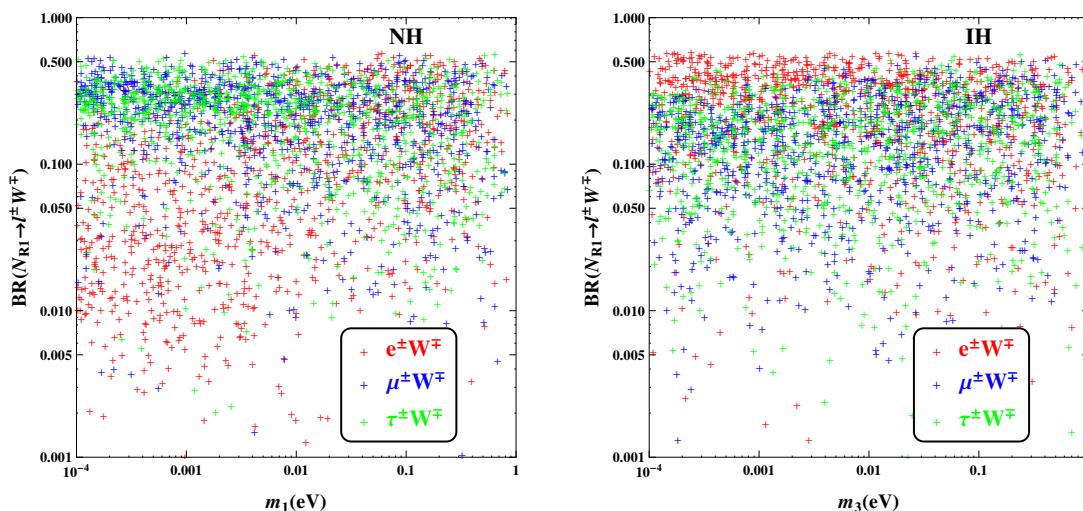 NH
BR(N_R1→l^±W^∓)
1.000
0.500
0.100
0.050
0.010
0.005
0.001
e^±W^∓
μ^±W^∓
τ^±W^∓
10^−4 0.001 0.01 0.1 1
m_1(eV)
IH
BR(N_R1→l^±W^∓)
1.000
0.500
0.100
0.050
0.010
0.005
0.001
e^±W^∓
μ^±W^∓
τ^±W^∓
10^−4 0.001 0.01 0.1
m_3(eV)